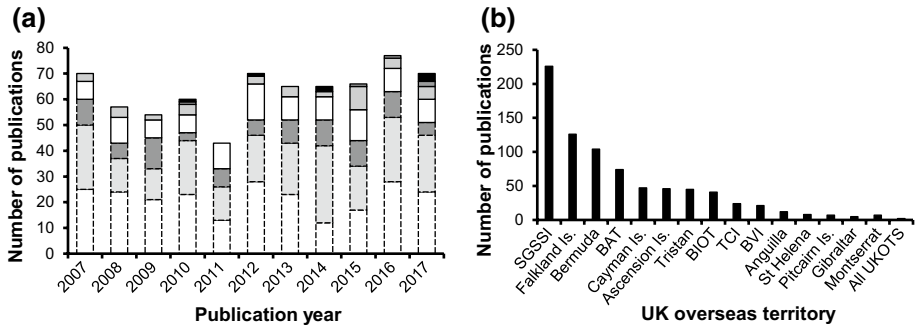 (a)
Number of publications
80
70
60
50
40
30
20
10
0
2007
2008
2009
2010
2011
2012
2013
2014
2015
2016
2017
Publication year
(b)
Number of publications
250
200
150
100
50
0
SGSSI
Falkland Is.
Bermuda
BAT
Cayman Is.
Ascension Is.
Tristan
BIOT
TCI
BVI
Anguilla
St Helena
Pitcairn Is.
Gibraltar
Montserrat
All UKOTS
UK overseas territory